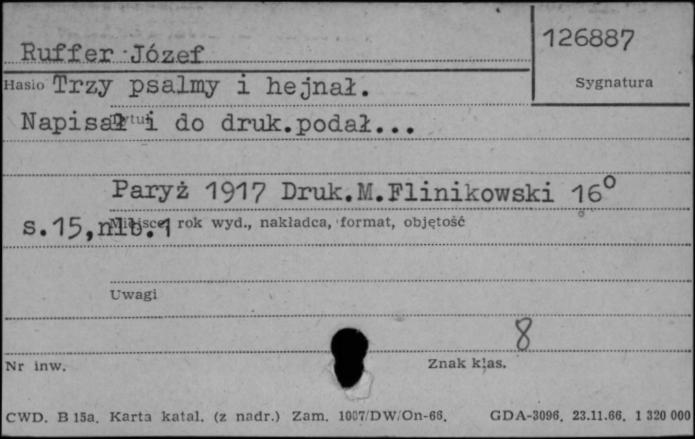 Ruffer Józef
126887
Sygnatura
Hasło Trzy psalmy i hejnał.
Tytuł
Napisał i do druk.podał...
Paryż 1917 Druk.M.Flinikowski 16°
s.15,nlb.1
Miejsce, rok wyd., nakładca, format, objętość
Uwagi
8
Nr inw.
Znak klas.
CWD. B 15a. Karta katal. (z nadr.) Zam. 1007/DW/On-66. GDA-3096. 23.11.66. 1 320 000